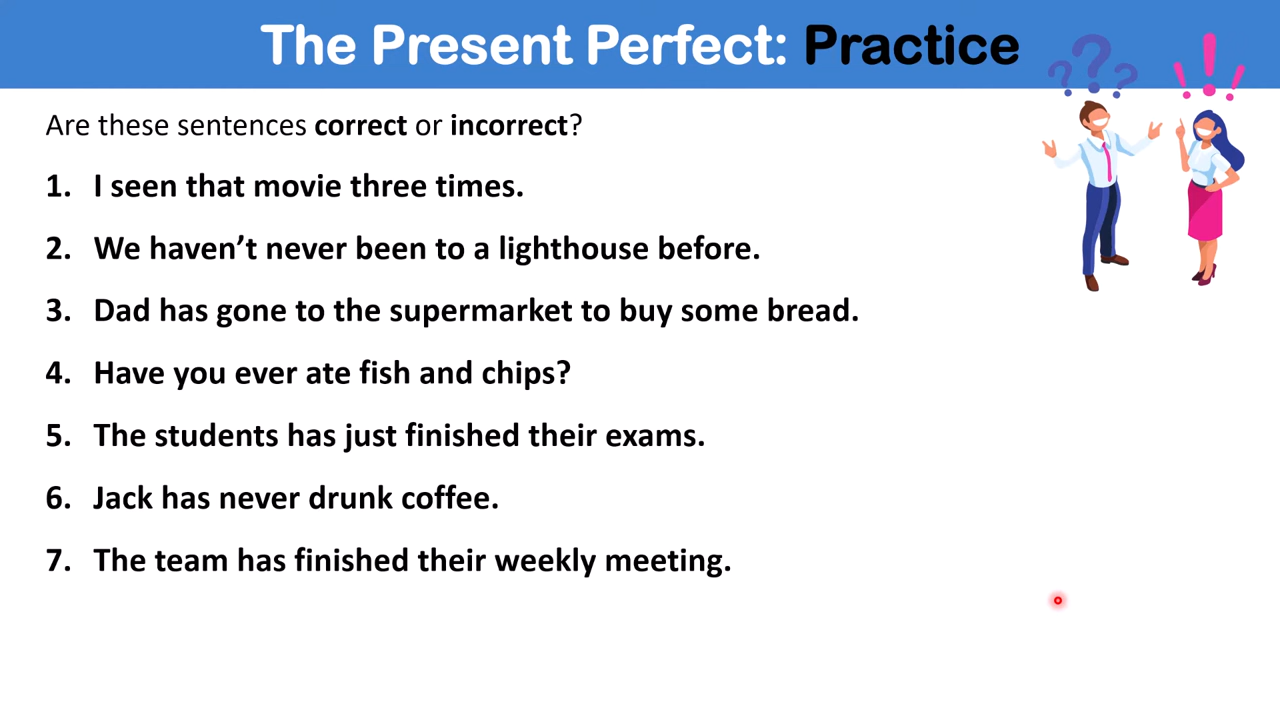 The Present Perfect: Practice
Are these sentences correct or incorrect?
1. I seen that movie three times.
2. We haven’t never been to a lighthouse before.
3. Dad has gone to the supermarket to buy some bread.
4. Have you ever ate fish and chips?
5. The students has just finished their exams.
6. Jack has never drunk coffee.
7. The team has finished their weekly meeting.